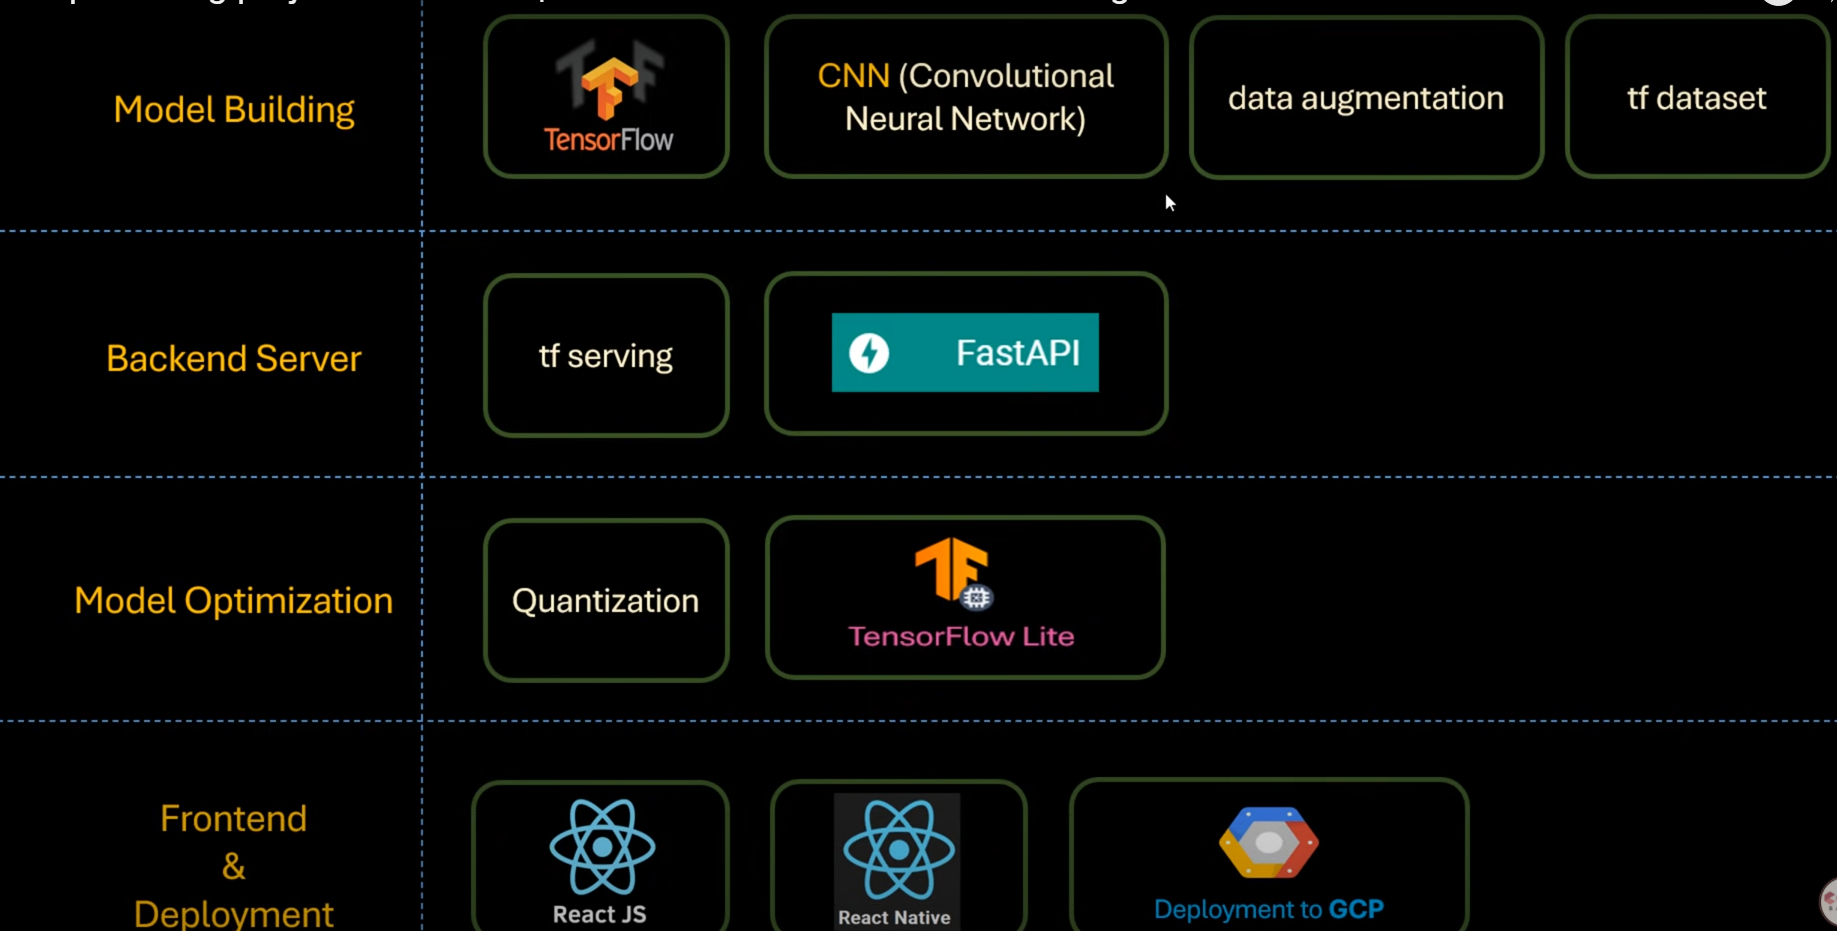 Model Building
TensorFlow
CNN (Convolutional
Neural Network)
data augmentation
tf dataset
Backend Server
tf serving
FastAPI
Model Optimization
Quantization
TensorFlow Lite
Frontend
&
Deployment
React JS
React Native
Deployment to GCP